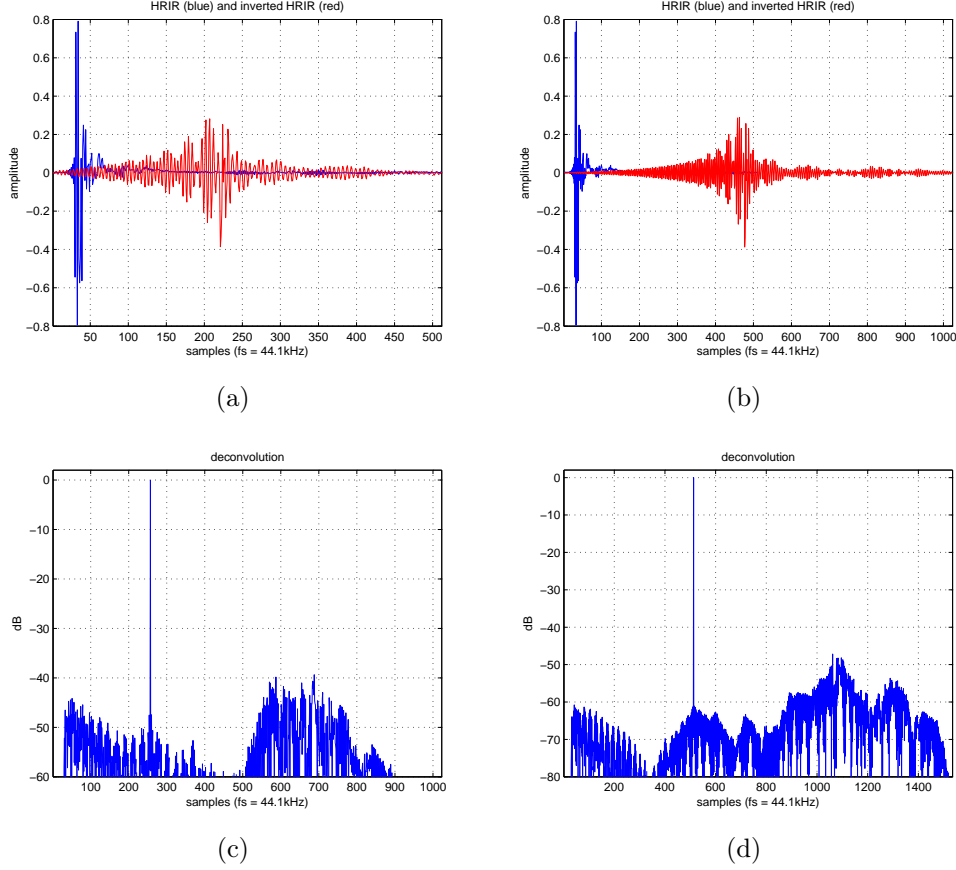 HRIR (blue) and inverted HRIR (red)
0.8
0.6
0.4
0.2
0
−0.2
−0.4
−0.6
−0.8
amplitude
50 100 150 200 250 300 350 400 450 500
samples (fs = 44.1kHz)
(a)
HRIR (blue) and inverted HRIR (red)
0.8
0.6
0.4
0.2
0
−0.2
−0.4
−0.6
−0.8
amplitude
100 200 300 400 500 600 700 800 900 1000
samples (fs = 44.1kHz)
(b)
deconvolution
0
−10
−20
−30
−40
−50
−60
dB
100 200 300 400 500 600 700 800 900 1000
samples (fs = 44.1kHz)
(c)
deconvolution
0
−10
−20
−30
−40
−50
−60
−70
−80
dB
200 400 600 800 1000 1200 1400
samples (fs = 44.1kHz)
(d)